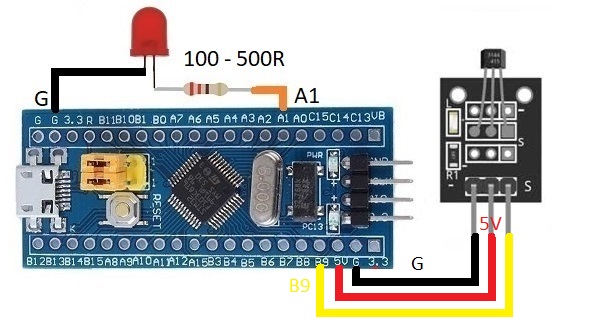 100 - 500R
G
A1
G G 3.3 R B11 B10 B1 B0 A7 A6 A5 A4 A3 A2 A1 A0 C15 C14 C13 VB
PWR
8.000
RESET
PC13
K
B12 B13 B14 B15 A8 A9 A10 A11 A12 A15 B3 B4 B5 B6 B7 B8 B9 5V G 3.3
L
-
S
R1
- S
5V
G
B9